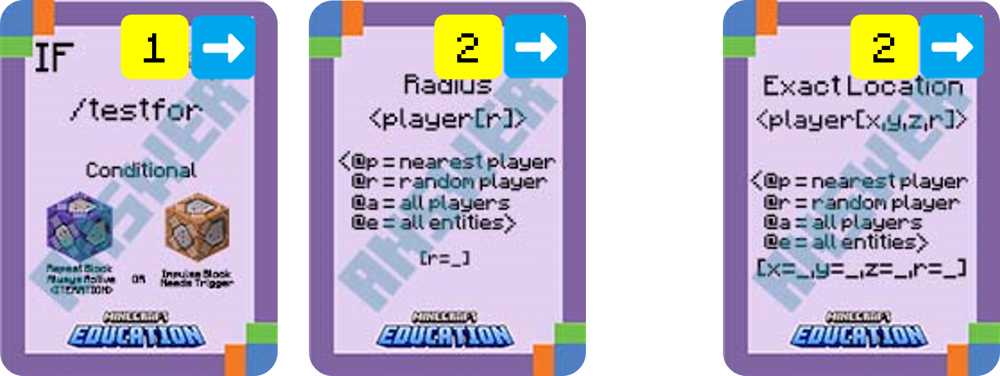 1
IF
/testfor
Conditional
Repeat Block
Always Active
<ITERATION>
OR
Impulse Block
Needs Trigger
ANSWER
MINECRAFT
EDUCATION
2
Radius
<player[r]>
<@p = nearest player
@r = random player
@a = all players
@e = all entities>
[r=_]
ANSWER
MINECRAFT
EDUCATION
2
Exact Location
<player[x,y,z,r]>
<@p = nearest player
@r = random player
@a = all players
@e = all entities>
[x=_,y=_,z=_,r=_]
ANSWER
MINECRAFT
EDUCATION